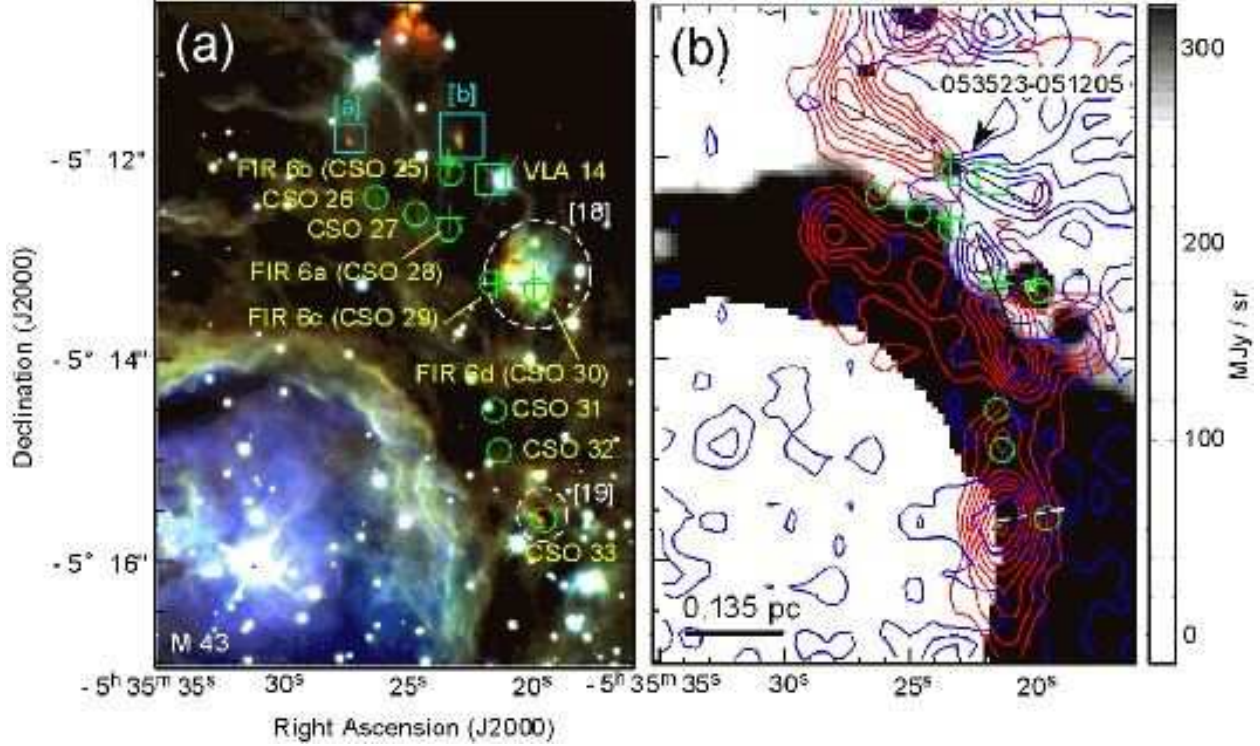 (a)
[a]
[b]
FIR 6b (CSO 25)
VLA 14
CSO 26
[18]
CSO 27
FIR 6a (CSO 28)
FIR 6c (CSO 29)
FIR 6d (CSO 30)
CSO 31
CSO 32
[19]
CSO 33
M 43
- 5° 12"
- 5° 14"
- 5° 16"
Declination (J2000)
- 5h 35m 35s
30s
25s
20s
Right Ascension (J2000)
(b)
053523-051205
0.135 pc
- 5h 35m 35s
30s
25s
20s
300
200
100
0
MJy / sr